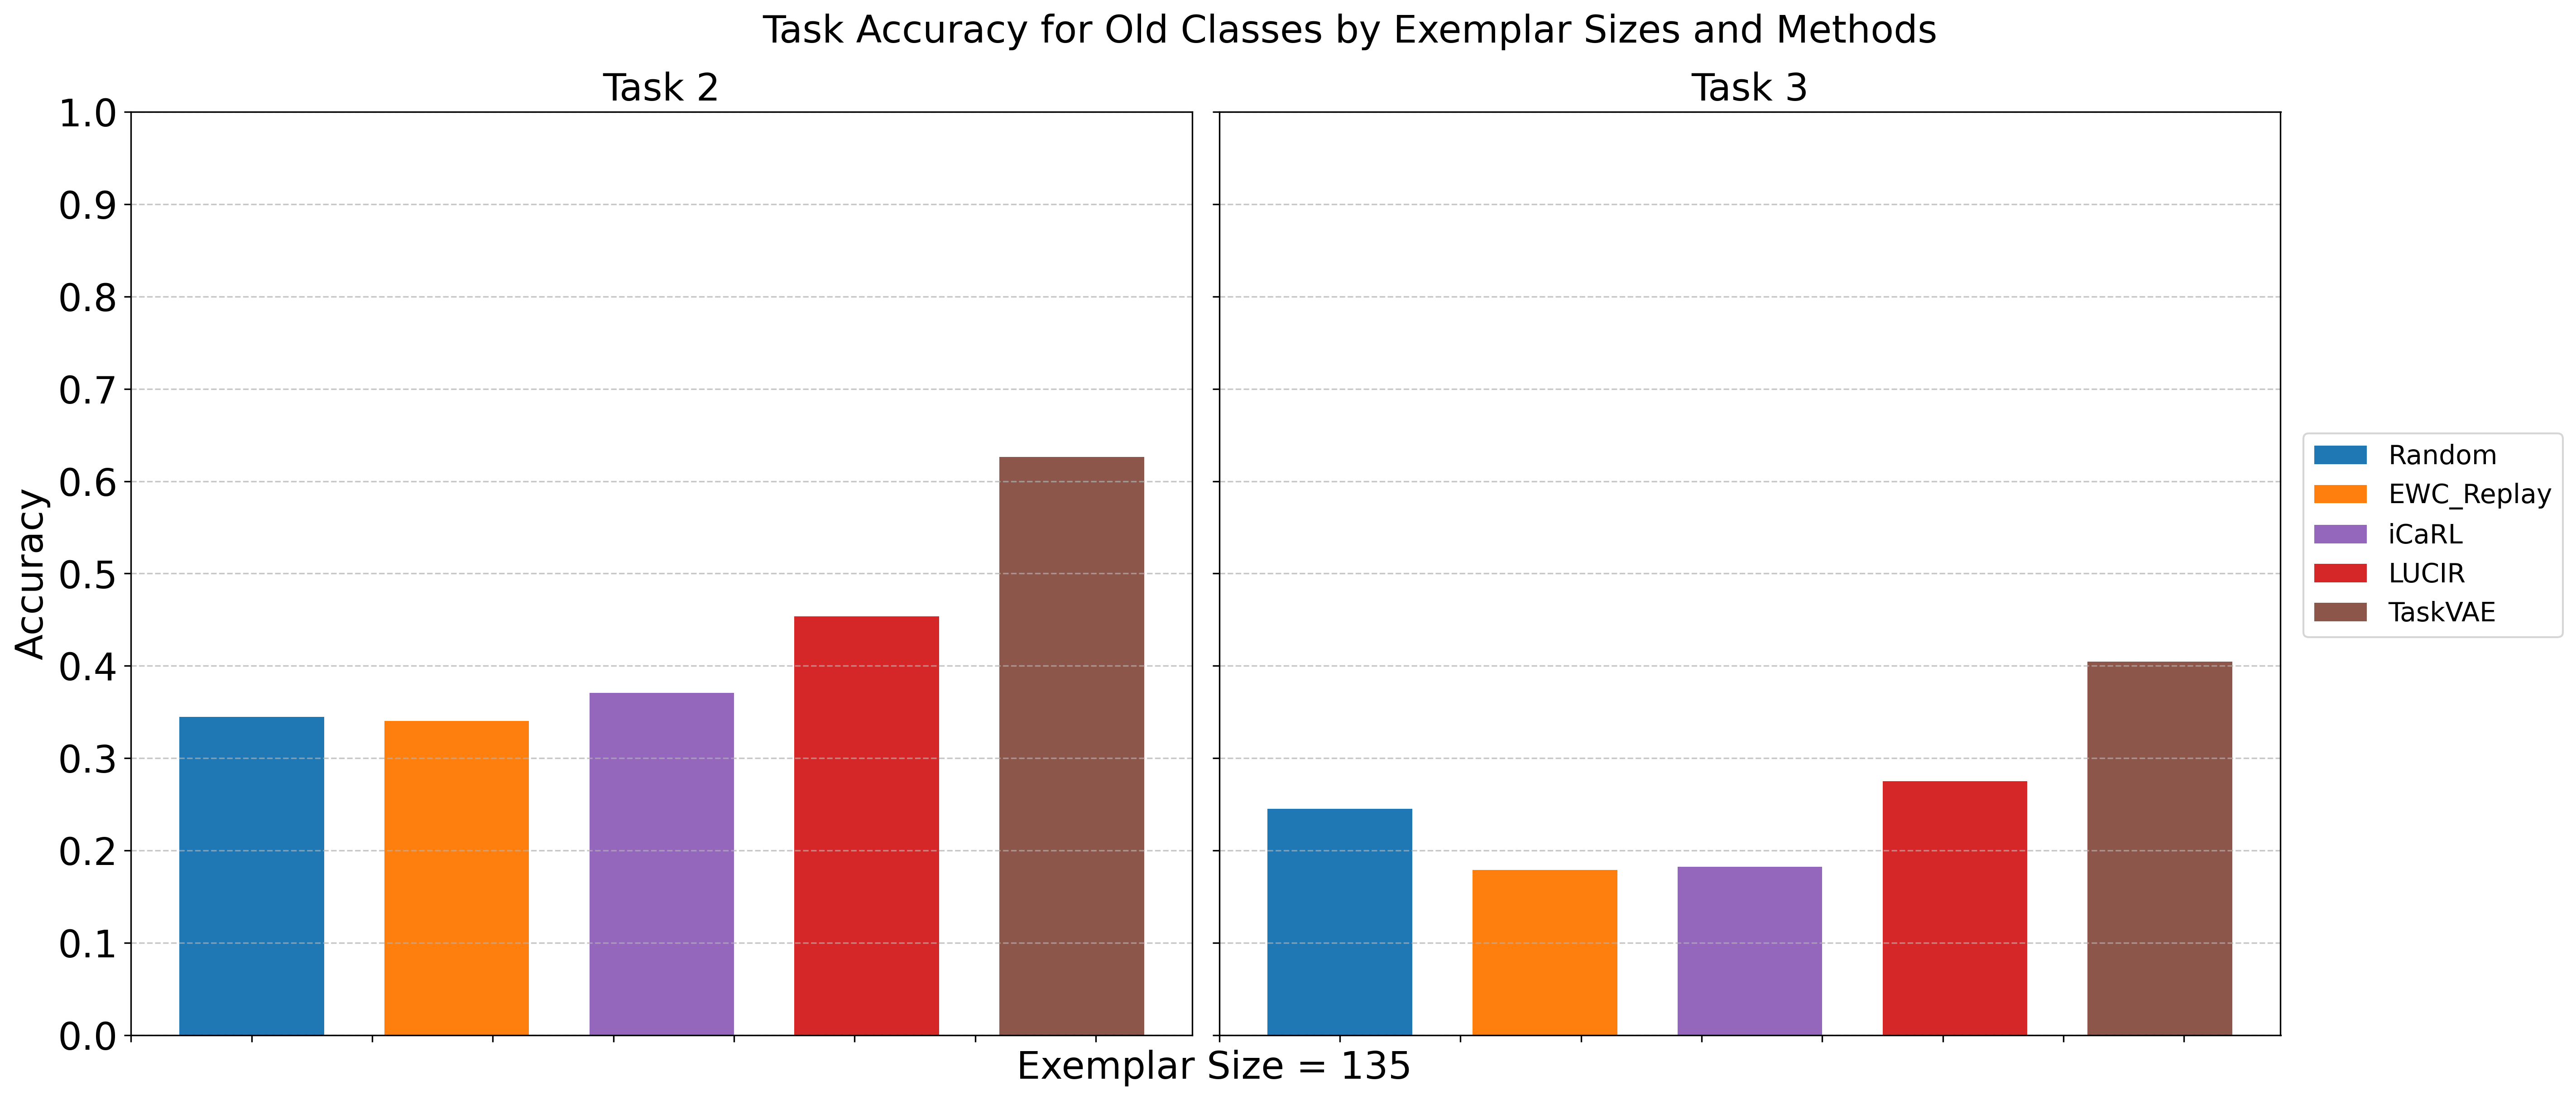 Task Accuracy for Old Classes by Exemplar Sizes and Methods
Task 2
Task 3
1.0
0.9
0.8
0.7
0.6
0.5
0.4
0.3
0.2
0.1
0.0
Accuracy
Exemplar Size = 135
Random
EWC_Replay
iCaRL
LUCIR
TaskVAE